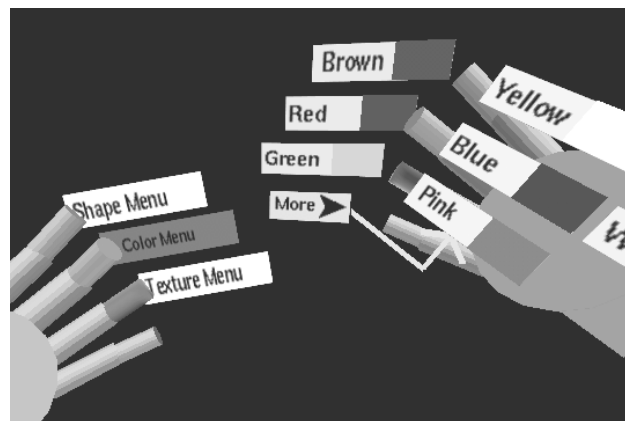 Shape Menu
Color Menu
Texture Menu
Brown
Red
Green
More
Yellow
Blue
Pink